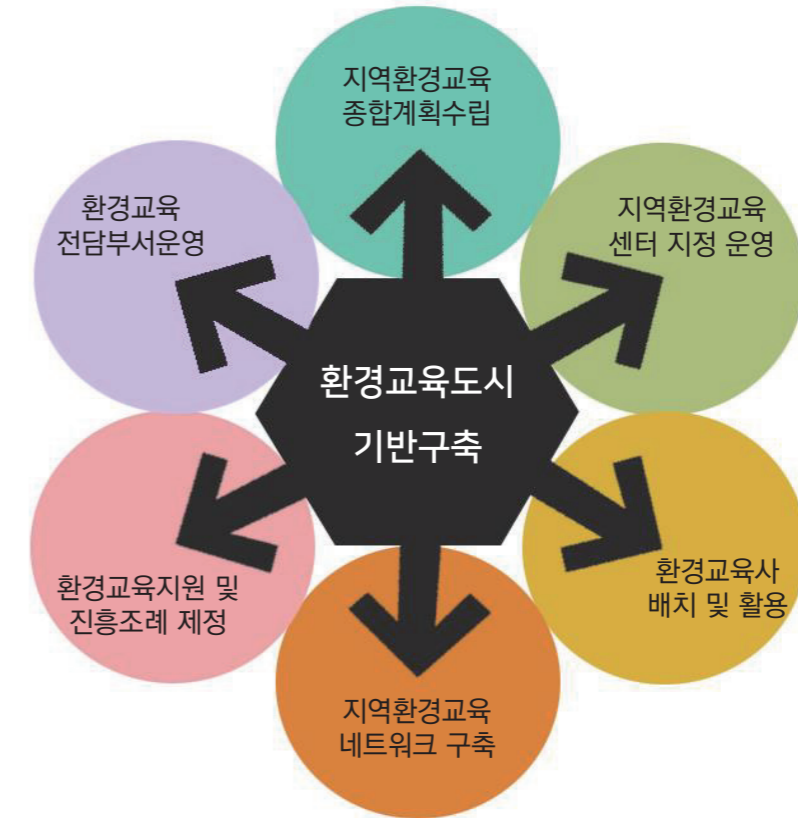 지역환경교육
종합계획수립
환경교육
전담부서운영
지역환경교육
센터 지정 운영
환경교육도시
기반구축
환경교육지원 및
진흥조례 제정
환경교육사
배치 및 활용
지역환경교육
네트워크 구축